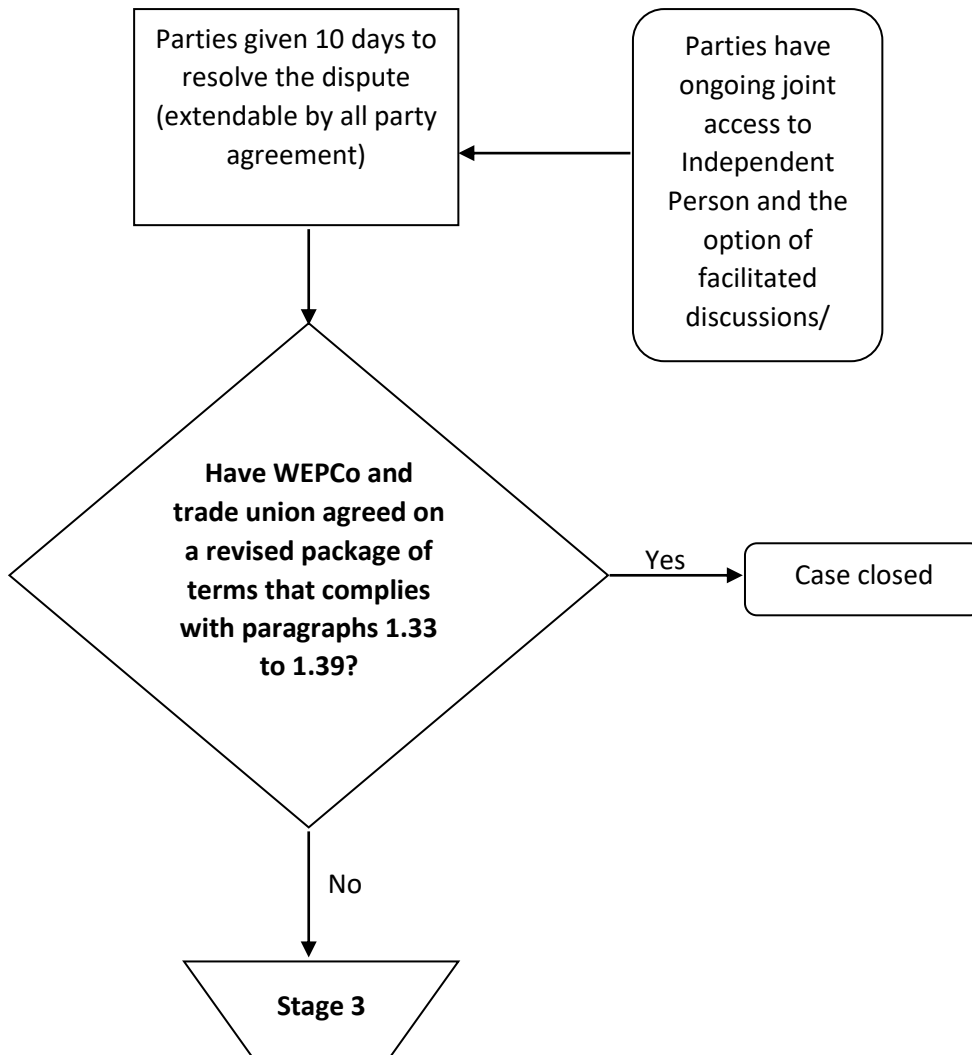 Parties given 10 days to
resolve the dispute
(extendable by all party
agreement)
Parties have
ongoing joint
access to
Independent
Person and the
option of
facilitated
discussions/
Have WEPCo and
trade union agreed on
a revised package of
terms that complies
with paragraphs 1.33
to 1.39?
Yes
Case closed
No
Stage 3